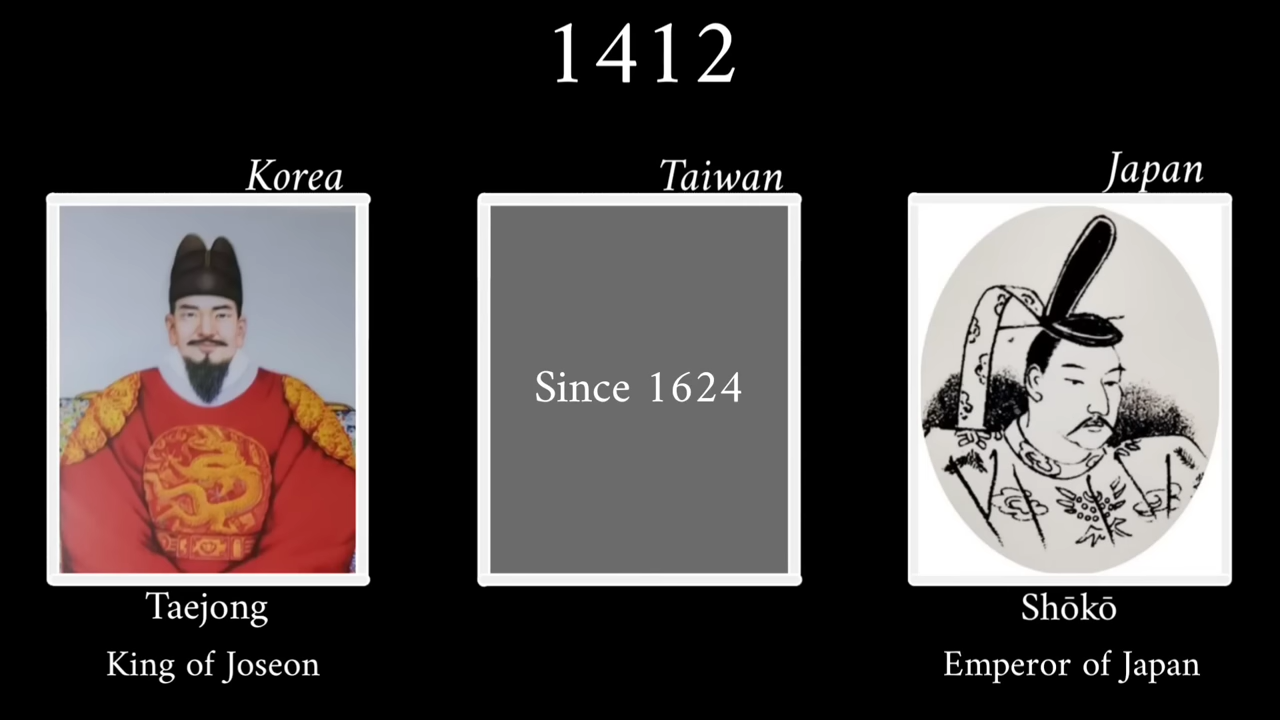 1412
Korea
Taiwan
Japan
Since 1624
Taejong
King of Joseon
Shōkō
Emperor of Japan